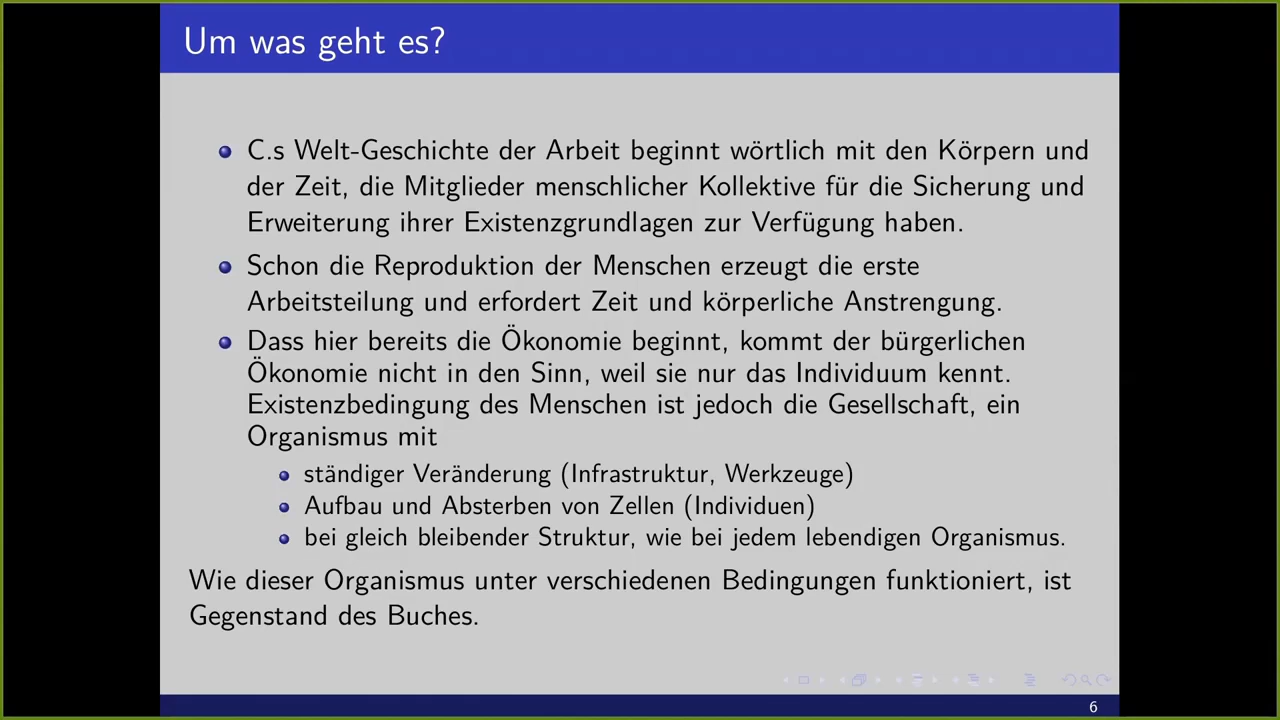 Um was geht es?
C.s Welt-Geschichte der Arbeit beginnt wörtlich mit den Körpern und
der Zeit, die Mitglieder menschlicher Kollektive für die Sicherung und
Erweiterung ihrer Existenzgrundlagen zur Verfügung haben.
Schon die Reproduktion der Menschen erzeugt die erste
Arbeitsteilung und erfordert Zeit und körperliche Anstrengung.
Dass hier bereits die Ökonomie beginnt, kommt der bürgerlichen
Ökonomie nicht in den Sinn, weil sie nur das Individuum kennt.
Existenzbedingung des Menschen ist jedoch die Gesellschaft, ein
Organismus mit
ständiger Veränderung (Infrastruktur, Werkzeuge)
Aufbau und Absterben von Zellen (Individuen)
bei gleich bleibender Struktur, wie bei jedem lebendigen Organismus.
Wie dieser Organismus unter verschiedenen Bedingungen funktioniert, ist
Gegenstand des Buches.
6